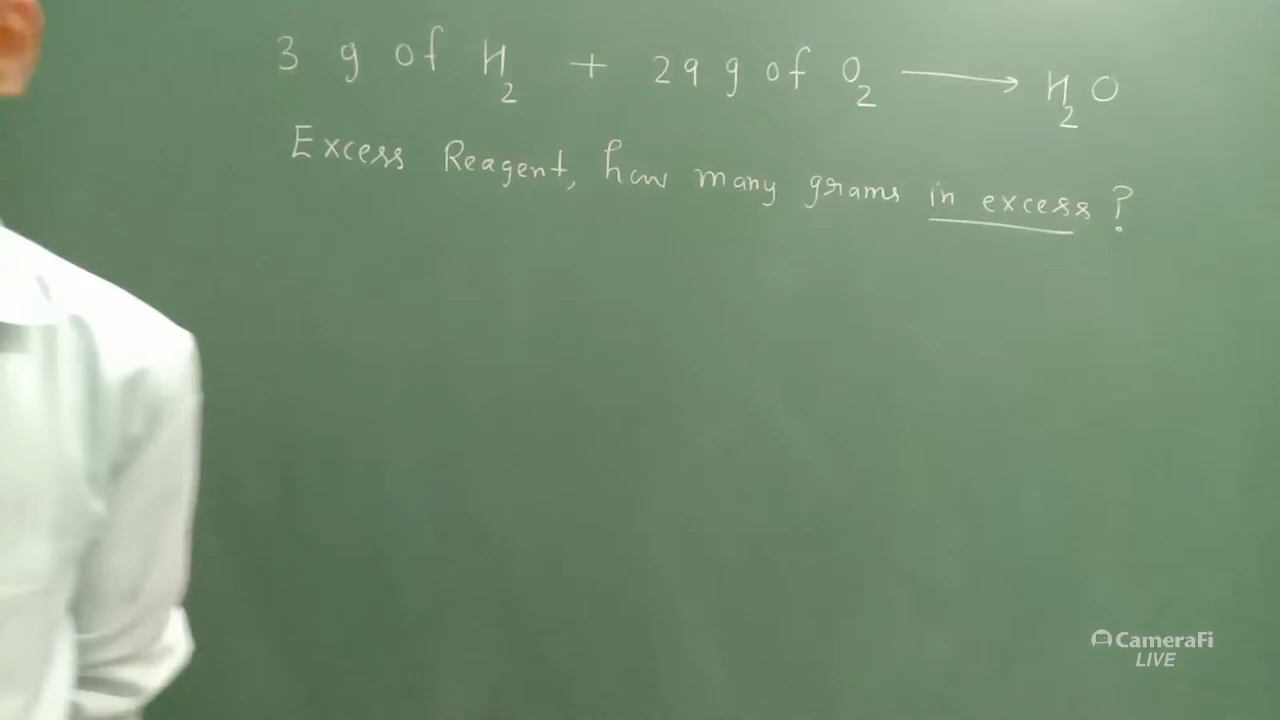 3 g of H2 + 29 g of O2 ⟶ H2O
Excess Reagent, how many grams in excess ?
CameraFi
LIVE